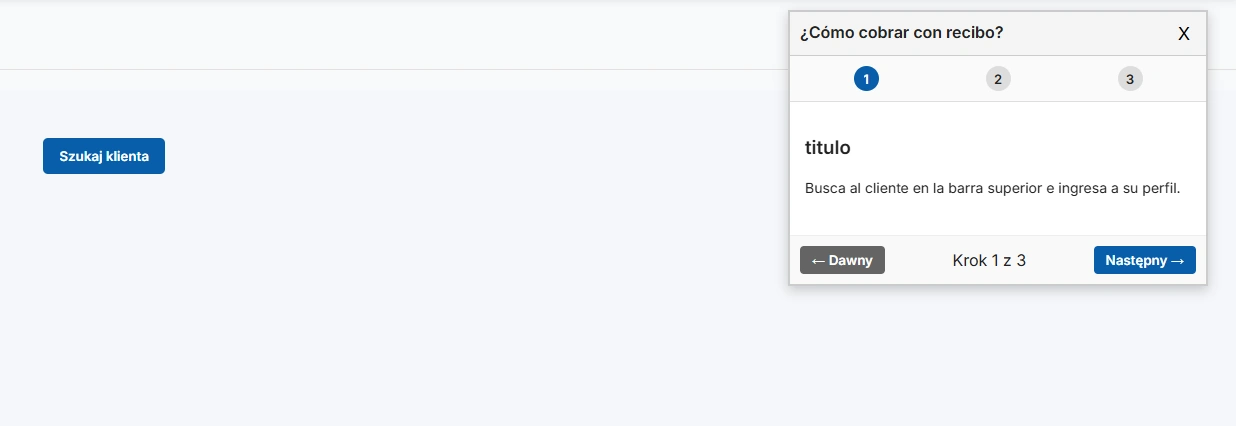 ¿Cómo cobrar con recibo?
X
1
2
3
Szukaj klienta
titulo
Busca al cliente en la barra superior e ingresa a su perfil.
← Dawny
Krok 1 z 3
Następny →